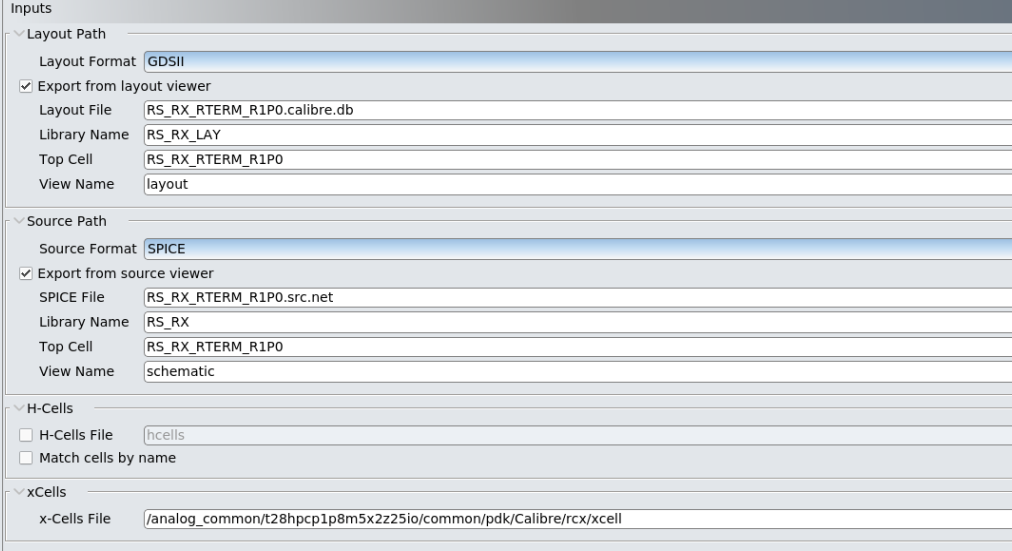 Inputs
Layout Path
Layout Format GDSII
Export from layout viewer
Layout File RS_RX_RTERM_R1P0.calibre.db
Library Name RS_RX_LAY
Top Cell RS_RX_RTERM_R1P0
View Name layout
Source Path
Source Format SPICE
Export from source viewer
SPICE File RS_RX_RTERM_R1P0.src.net
Library Name RS_RX
Top Cell RS_RX_RTERM_R1P0
View Name schematic
H-Cells
H-Cells File hcells
Match cells by name
xCells
x-Cells File /analog_common/t28hpcp1p8m5x2z25io/common/pdk/Calibre/rcx/xcell